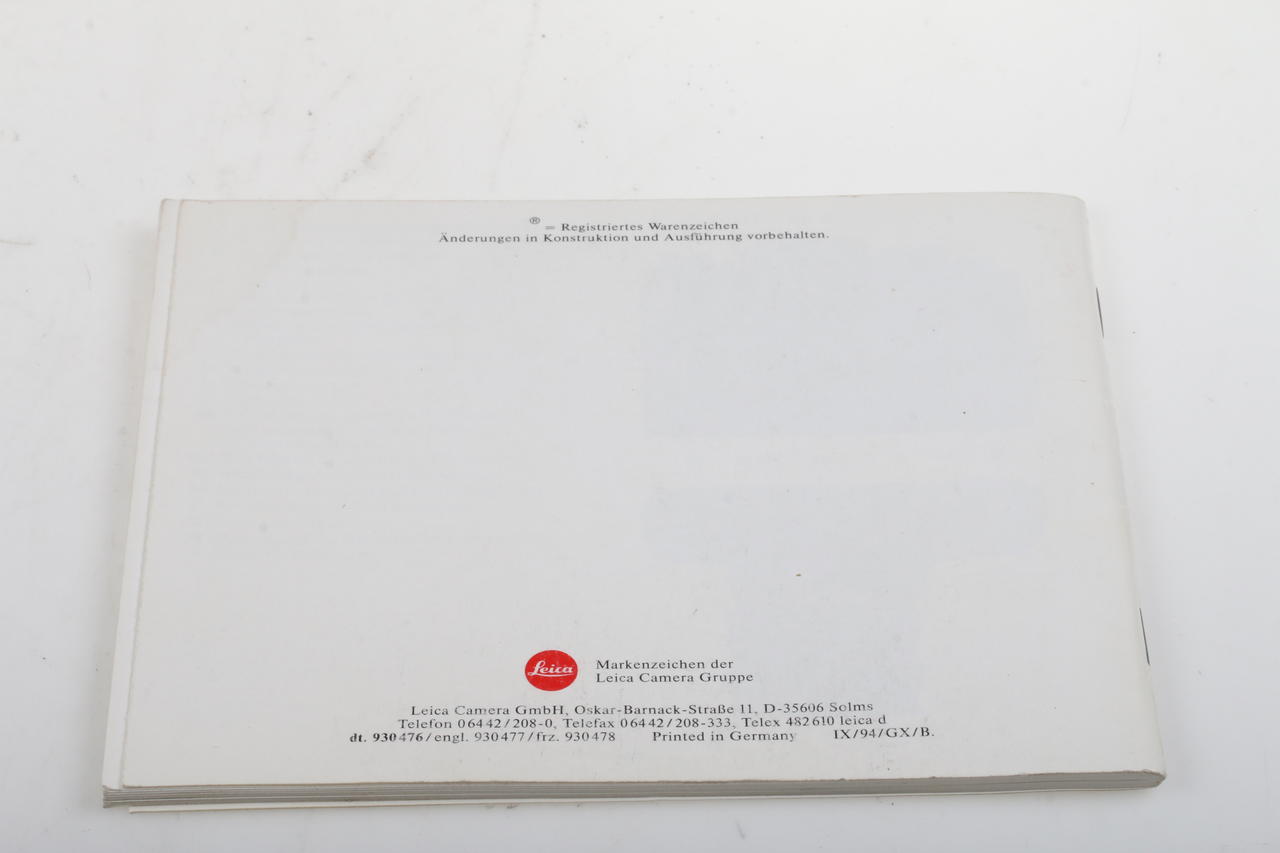 ® = Registriertes Warenzeichen
Änderungen in Konstruktion und Ausführung vorbehalten.
Leica
Markenzeichen der
Leica Camera Gruppe
Leica Camera GmbH, Oskar-Barnack-Straße 11, D-35606 Solms
Telefon 06442/208-0, Telefax 06442/208-333, Telex 482610 leica d
dt. 930476/engl. 930477/frz. 930478 Printed in Germany IX/94/GX/B.